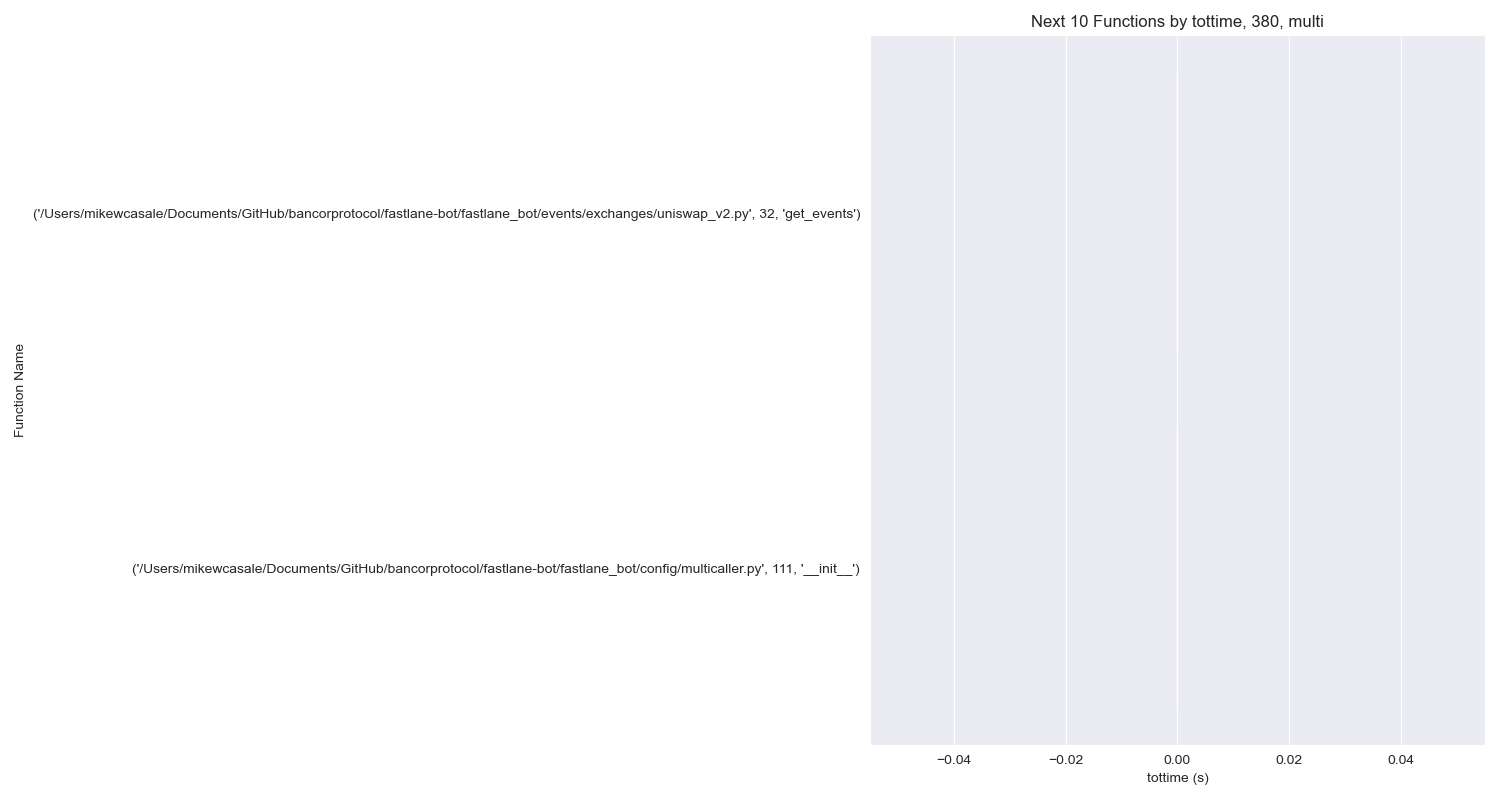 Next 10 Functions by tottime, 380, multi
('/Users/mikewcasale/Documents/GitHub/bancorprotocol/fastlane-bot/fastlane_bot/events/exchanges/uniswap_v2.py', 32, 'get_events')
Function Name
('/Users/mikewcasale/Documents/GitHub/bancorprotocol/fastlane-bot/fastlane_bot/config/multicaller.py', 111, '__init__')
−0.04 −0.02 0.00 0.02 0.04
tottime (s)